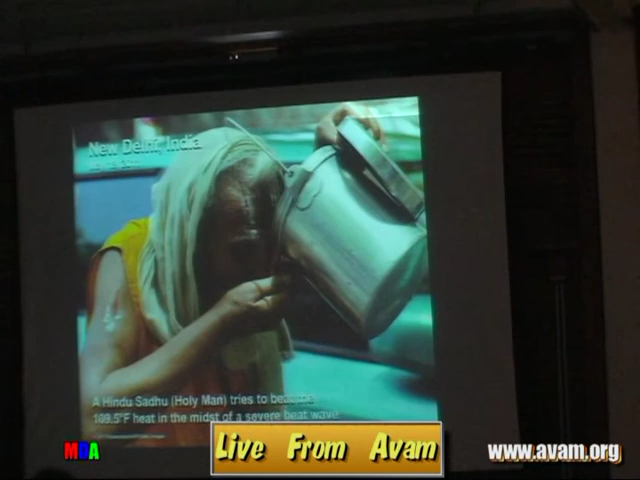 New Delhi, India
A Hindu Sadhu (Holy Man) tries to beat the
109.5°F heat in the midst of a severe heat wave
MDA
Live From Avam
www.avam.org